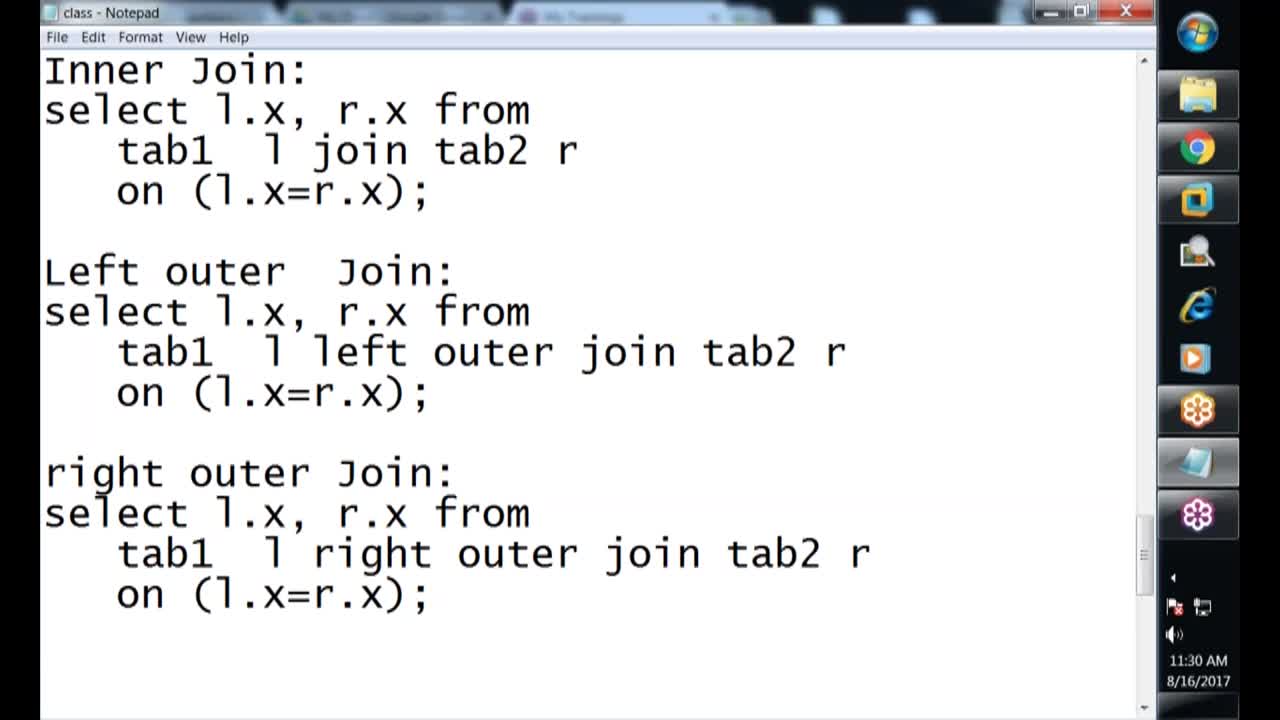 class - Notepad
File Edit Format View Help
Inner Join:
select l.x, r.x from
   tab1  l join tab2 r
   on (l.x=r.x);

Left outer  Join:
select l.x, r.x from
   tab1  l left outer join tab2 r
   on (l.x=r.x);

right outer Join:
select l.x, r.x from
   tab1  l right outer join tab2 r
   on (l.x=r.x);
11:30 AM
8/16/2017